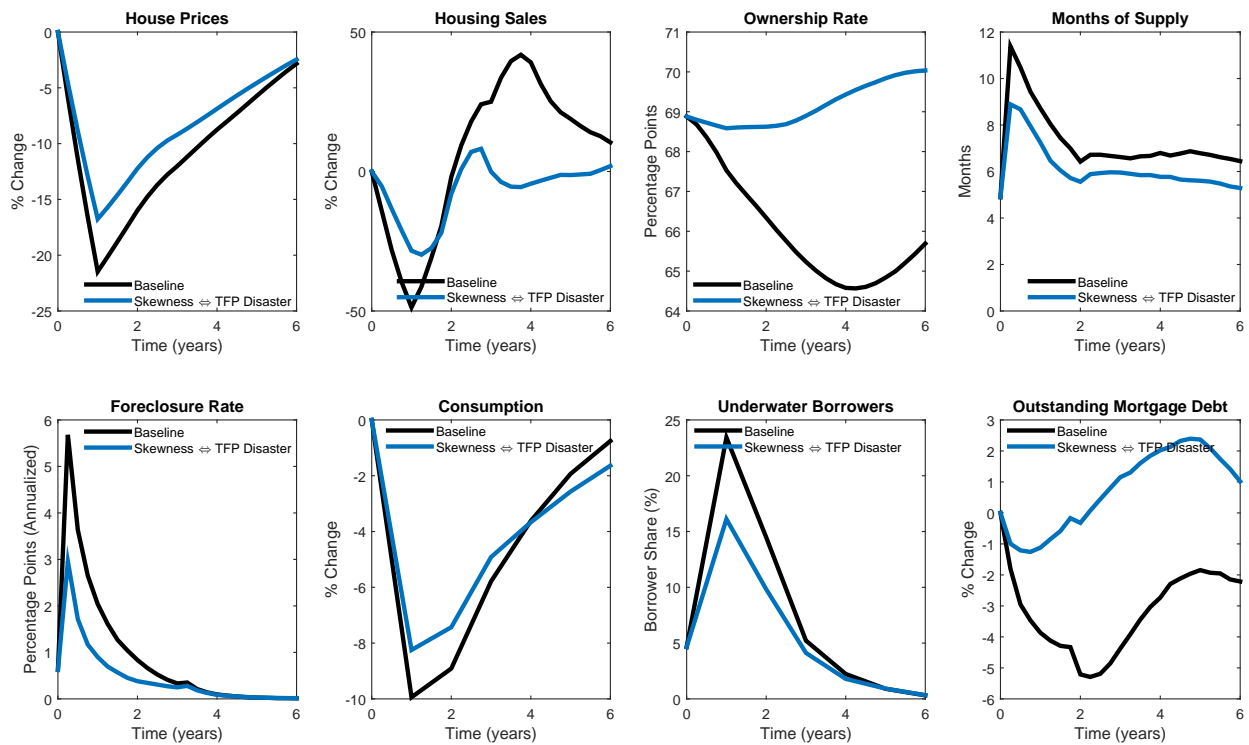 House Prices
% Change
0
-5
-10
-15
-20
-25
Baseline
Skewness ⇔ TFP Disaster
0 2 4 6
Time (years)
Housing Sales
% Change
50
0
-50
Baseline
Skewness ⇔ TFP Disaster
0 2 4 6
Time (years)
Ownership Rate
Percentage Points
71
70
69
68
67
66
65
64
Baseline
Skewness ⇔ TFP Disaster
0 2 4 6
Time (years)
Months of Supply
Months
12
10
8
6
4
2
0
Baseline
Skewness ⇔ TFP Disaster
0 2 4 6
Time (years)
Foreclosure Rate
Percentage Points (Annualized)
6
5
4
3
2
1
0
Baseline
Skewness ⇔ TFP Disaster
0 2 4 6
Time (years)
Consumption
% Change
0
-2
-4
-6
-8
-10
Baseline
Skewness ⇔ TFP Disaster
0 2 4 6
Time (years)
Underwater Borrowers
Borrower Share (%)
25
20
15
10
5
0
Baseline
Skewness ⇔ TFP Disaster
0 2 4 6
Time (years)
Outstanding Mortgage Debt
% Change
3
2
1
0
-1
-2
-3
-4
-5
-6
Baseline
Skewness ⇔ TFP Disaster
0 2 4 6
Time (years)